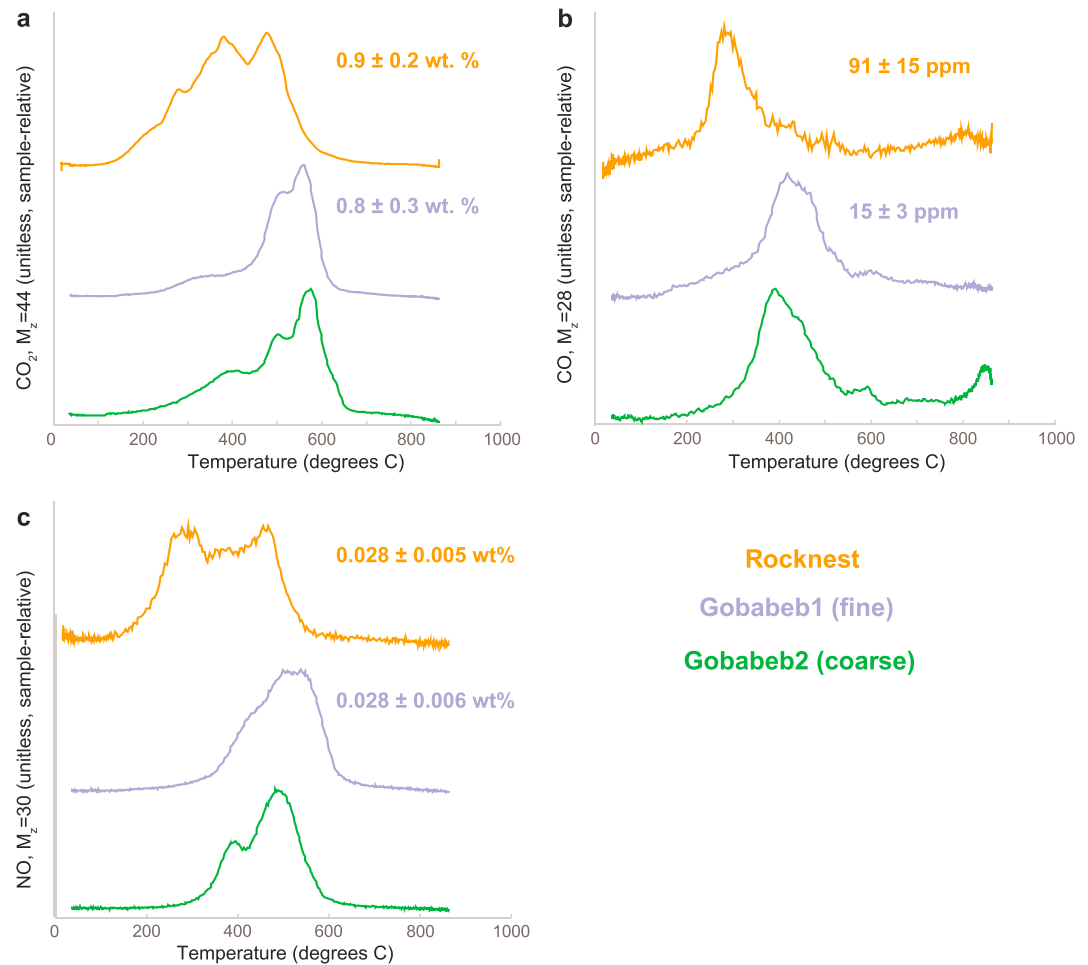 a
CO2, Mz=44 (unitless, sample-relative)
0.9 ± 0.2 wt. %
0.8 ± 0.3 wt. %
0 200 400 600 800 1000
Temperature (degrees C)
b
CO, Mz=28 (unitless, sample-relative)
91 ± 15 ppm
15 ± 3 ppm
0 200 400 600 800 1000
Temperature (degrees C)
c
NO, Mz=30 (unitless, sample-relative)
0.028 ± 0.005 wt%
0.028 ± 0.006 wt%
0 200 400 600 800 1000
Temperature (degrees C)
Rocknest
Gobabeb1 (fine)
Gobabeb2 (coarse)